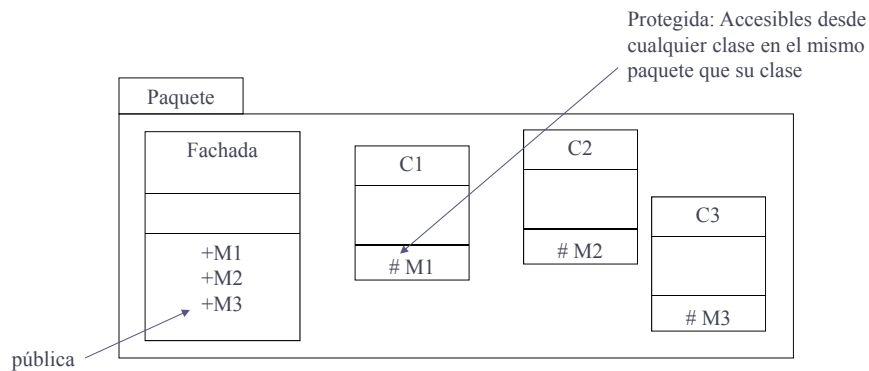 Protegida: Accesibles desde
cualquier clase en el mismo
paquete que su clase
Paquete
Fachada
+M1
+M2
+M3
C1
# M1
C2
# M2
C3
# M3
pública